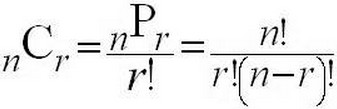 ₙCᵣ = ₙPᵣ / r! = n! / r!(n−r)!